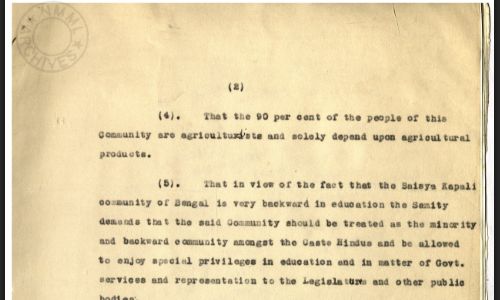 NMML
ARCHIVES
(2)
(4). That the 90 per cent of the people of this
Community are agriculturists and solely depend upon agricultural
products.
(5). That in view of the fact that the Saisya Kapali
community of Bengal is very backward in education the Samity
demands that the said Community should be treated as the minority
and backward community amongst the Caste Hindus and be allowed
to enjoy special privileges in education and in matter of Govt.
services and representation to the Legislature and other public
bodies.